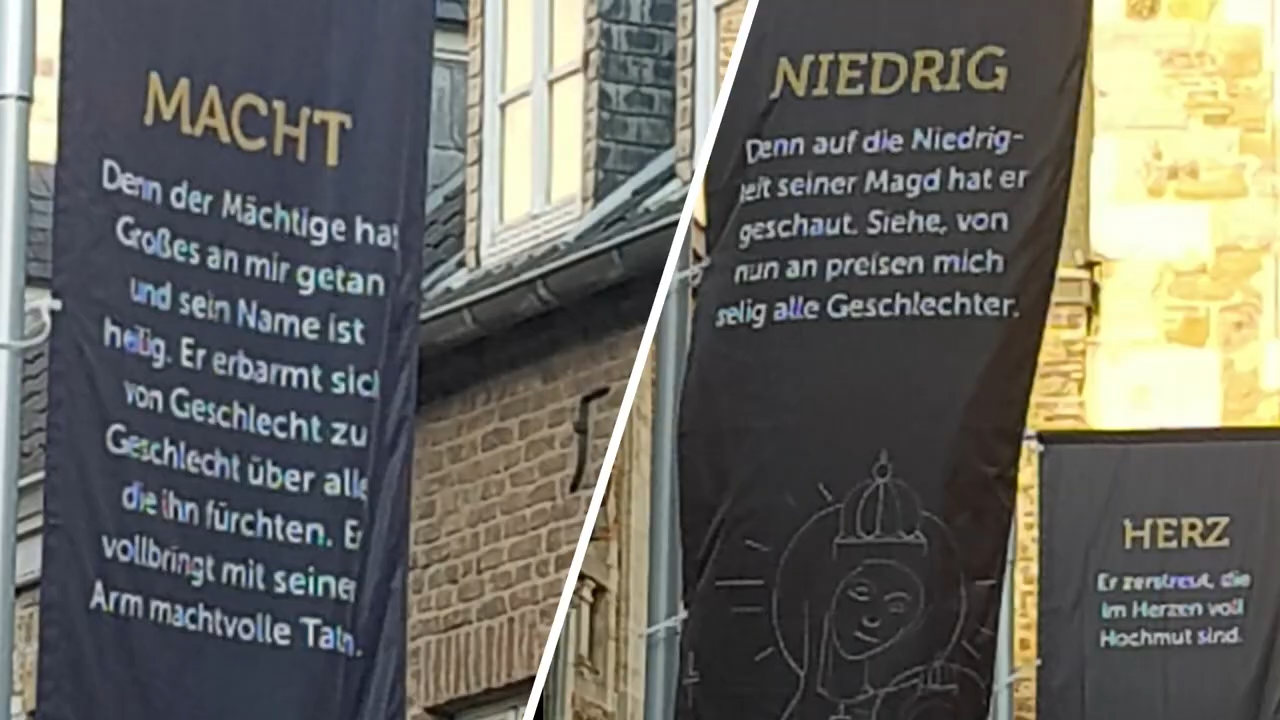 MACHT
Denn der Mächtige hat
Großes an mir getan
und sein Name ist
heilig. Er erbarmt sich
von Geschlecht zu
Geschlecht über alle
die ihn fürchten. Er
vollbringt mit seinem
Arm machtvolle Tatn.
NIEDRIG
Denn auf die Niedrig-
keit seiner Magd hat er
geschaut. Siehe, von
nun an preisen mich
selig alle Geschlechter.
HERZ
Er zerstreut, die
im Herzen voll
Hochmut sind.